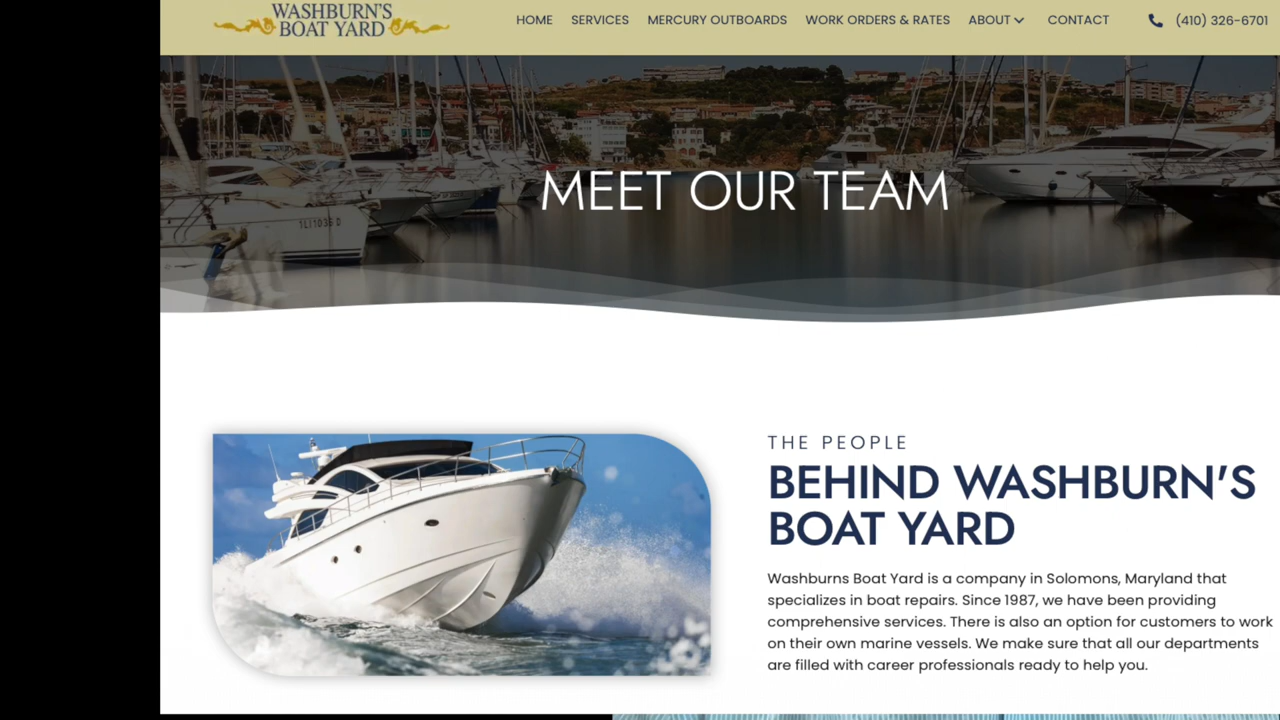 WASHBURN'S
BOAT YARD
HOME SERVICES MERCURY OUTBOARDS WORK ORDERS & RATES ABOUT CONTACT (410) 326-6701
MEET OUR TEAM
THE PEOPLE
BEHIND WASHBURN'S
BOAT YARD
Washburns Boat Yard is a company in Solomons, Maryland that
specializes in boat repairs. Since 1987, we have been providing
comprehensive services. There is also an option for customers to work
on their own marine vessels. We make sure that all our departments
are filled with career professionals ready to help you.